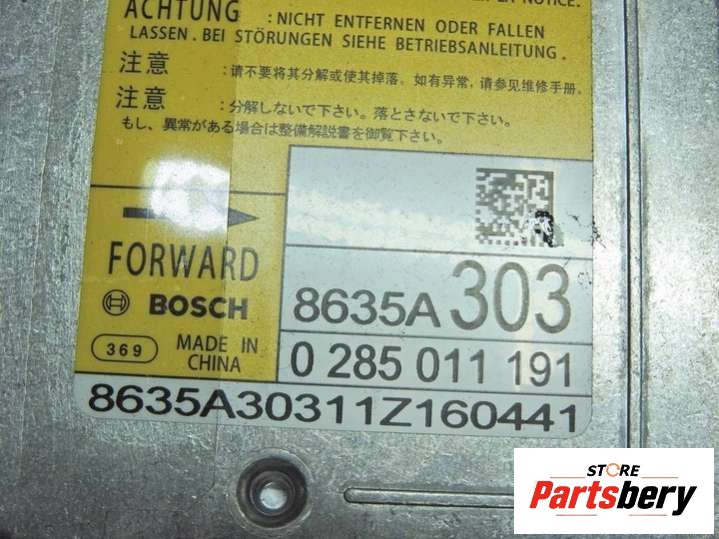 ACHTUNG : NICHT ENTFERNEN ODER FALLEN
LASSEN . BEI STÖRUNGEN SIEHE BETRIEBSANLEITUNG .
注意 : 请不要将其分解或使其掉落。如有异常，请参见维修手册.
注意 : 分解しないで下さい。落とさないで下さい。
もし、異常がある場合は整備解説書を御覧下さい。
FORWARD
BOSCH
8635A 303
369
MADE IN
CHINA
0 285 011 191
8635A30311Z160441
STORE
Partsbery